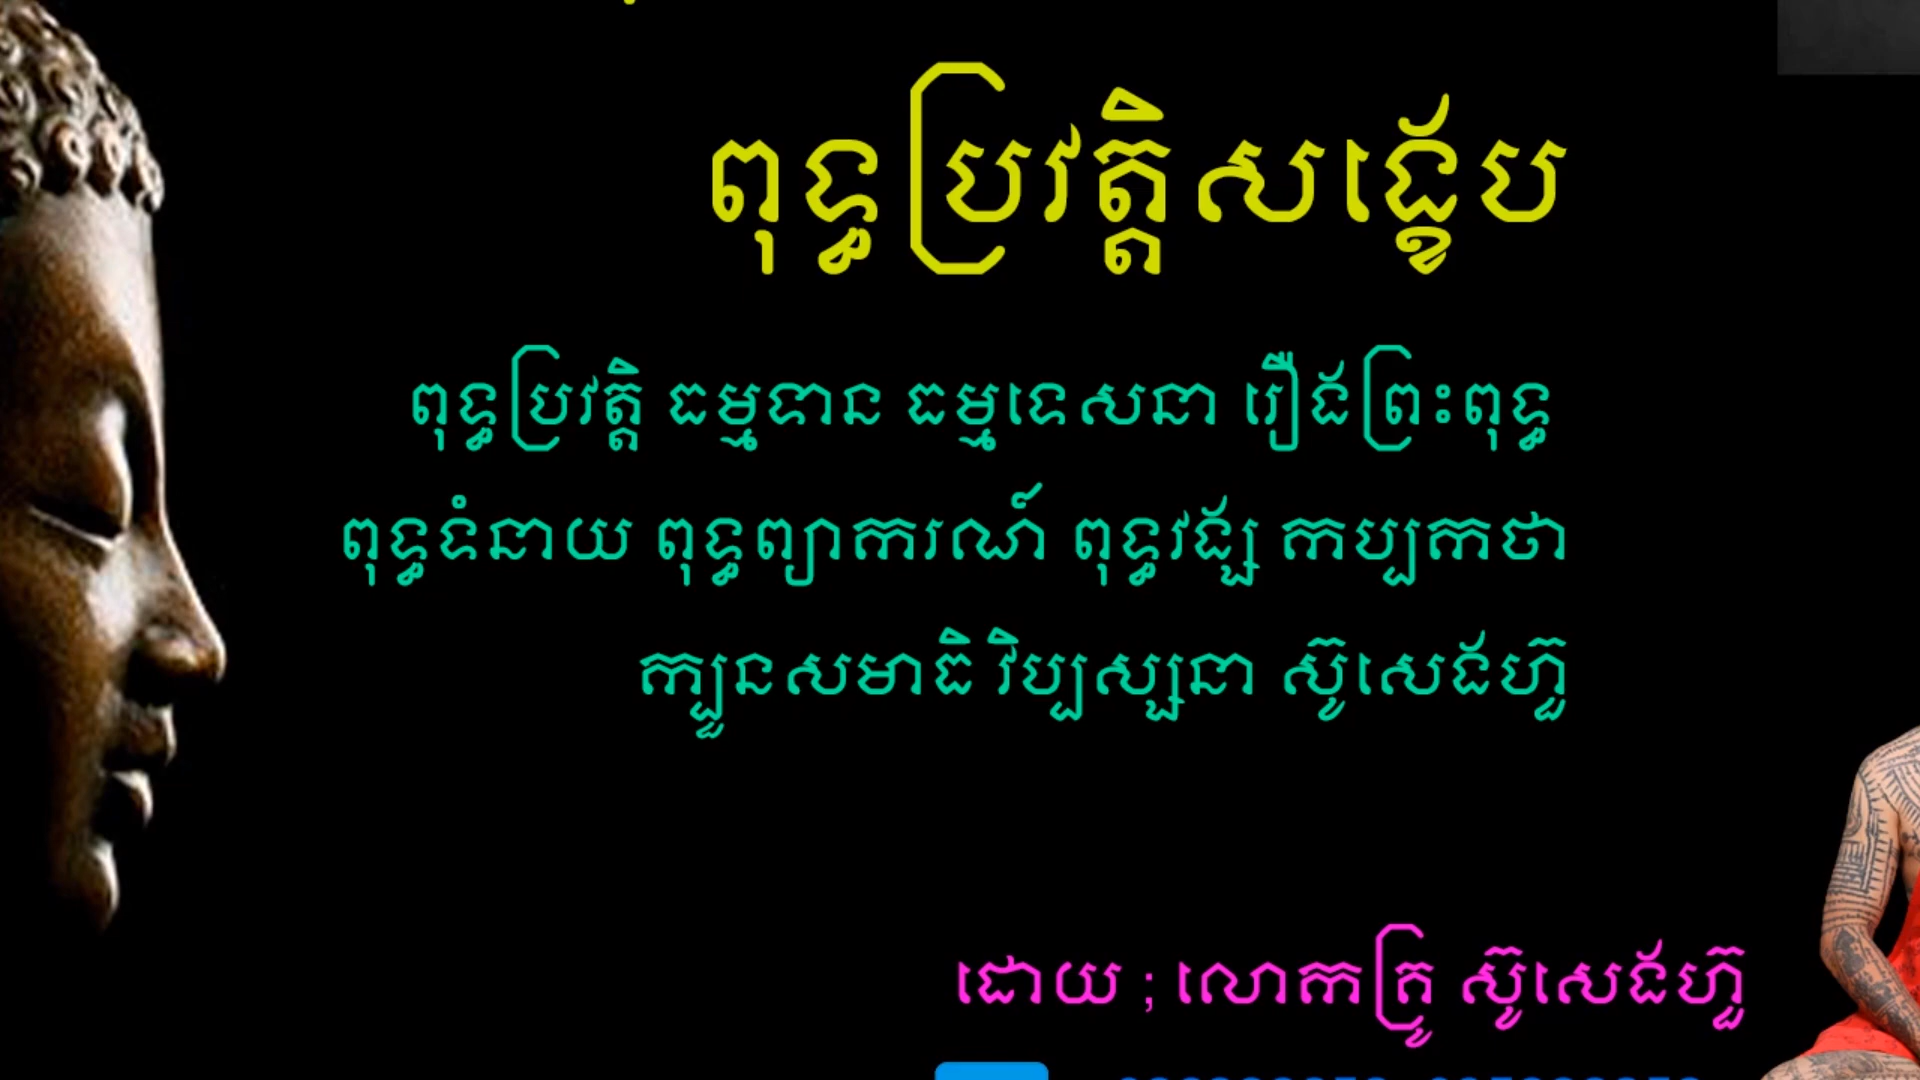 ពុទ្ធប្រវត្តិសង្ខេប
ពុទ្ធប្រវត្តិ ធម្មទាន ធម្មទេសនា រឿងព្រះពុទ្ធ
ពុទ្ធទំនាយ ពុទ្ធព្យាករណ៍ ពុទ្ធវង្ស កប្បកថា
ក្បួនសមាធិ វិប្បស្សនា ស៊ូសេងហ៊ួ
ដោយ ; លោកគ្រូ ស៊ូសេងហ៊ួ